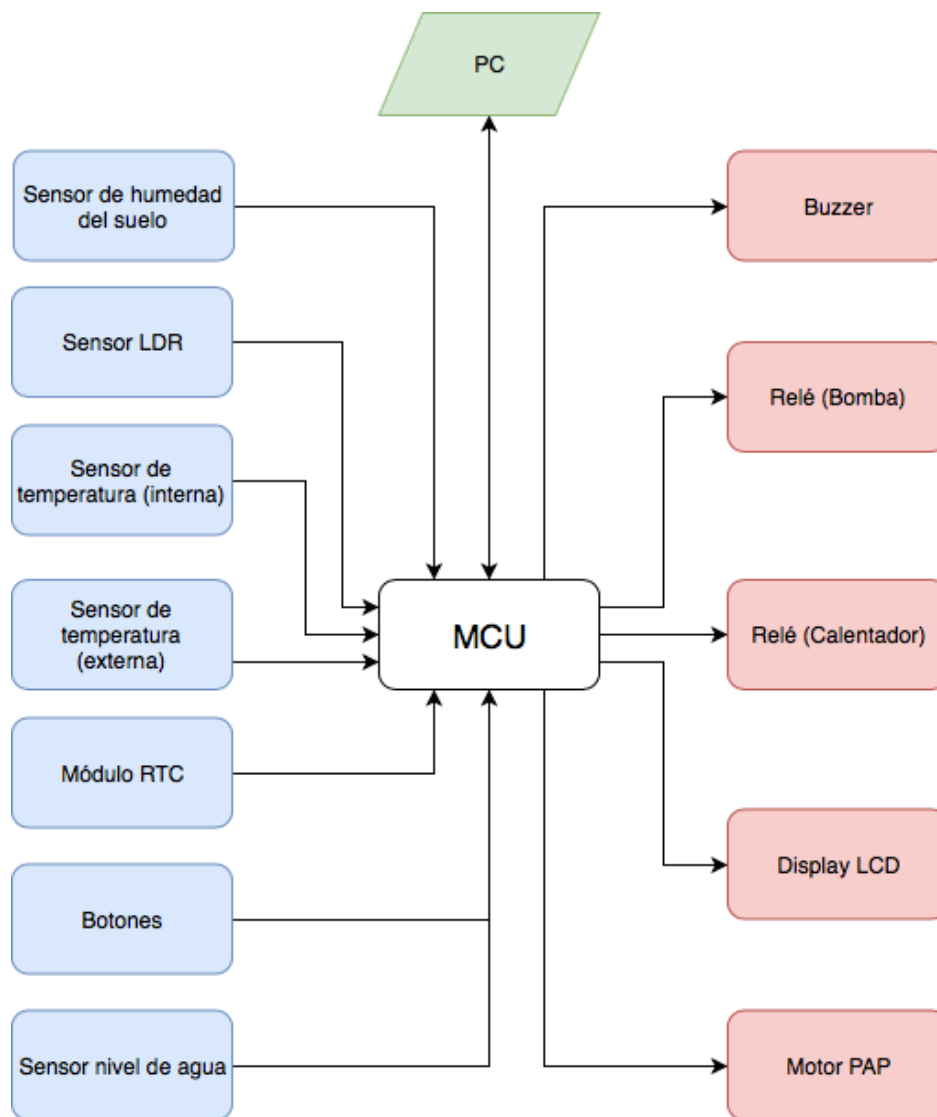 PC
Sensor de humedad
del suelo
Buzzer
Sensor LDR
Relé (Bomba)
Sensor de
temperatura (interna)
Sensor de
temperatura
(externa)
MCU
Relé (Calentador)
Módulo RTC
Display LCD
Botones
Sensor nivel de agua
Motor PAP